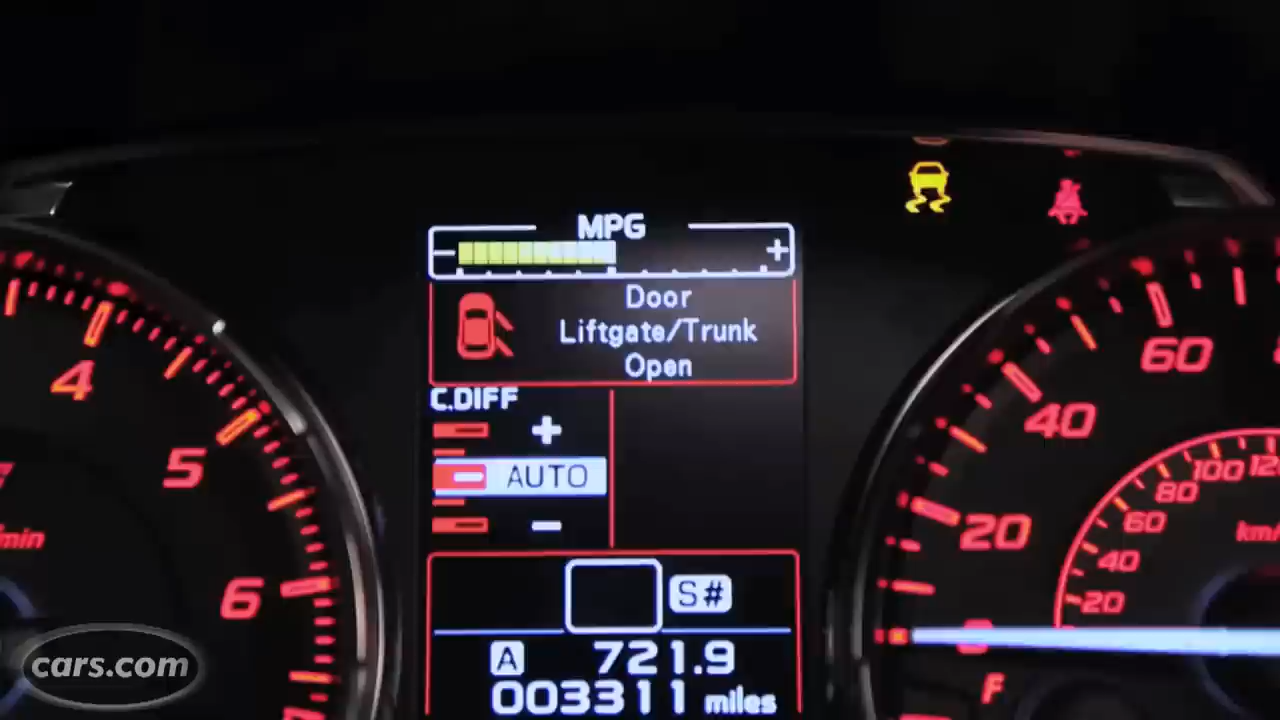 MPG
- +
Door
Liftgate/Trunk
Open
C.DIFF
+
AUTO
-
S#
A 721.9
003311 miles
4
5
6
60
40
20
100
80
60
40
20
F
cars.com